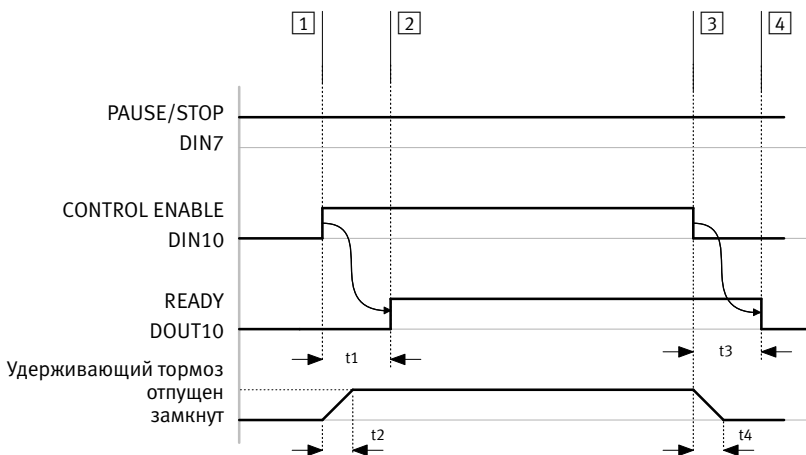 1 2 3 4
PAUSE/STOP
DIN7
CONTROL ENABLE
DIN10
READY
DOUT10
t1 t3
Удерживающий тормоз
отпущен
замкнут
t2 t4